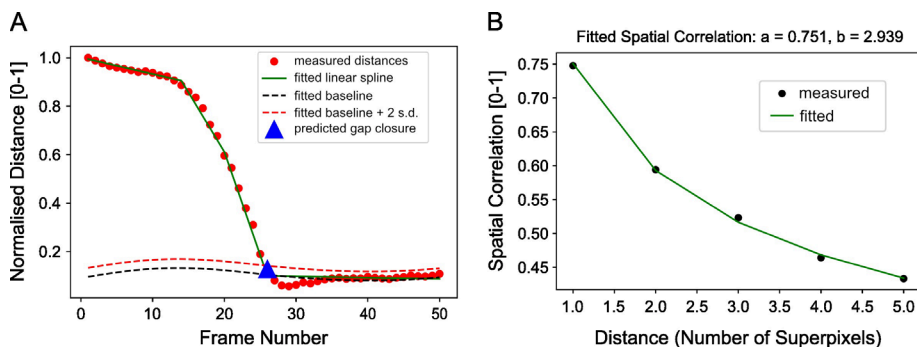 A
Normalised Distance [0-1]
1.0
0.8
0.6
0.4
0.2
0
10
20
30
40
50
Frame Number
measured distances
fitted linear spline
fitted baseline
fitted baseline + 2 s.d.
predicted gap closure
B
Fitted Spatial Correlation: a = 0.751, b = 2.939
Spatial Correlation [0-1]
0.75
0.70
0.65
0.60
0.55
0.50
0.45
1.0
1.5
2.0
2.5
3.0
3.5
4.0
4.5
5.0
Distance (Number of Superpixels)
measured
fitted